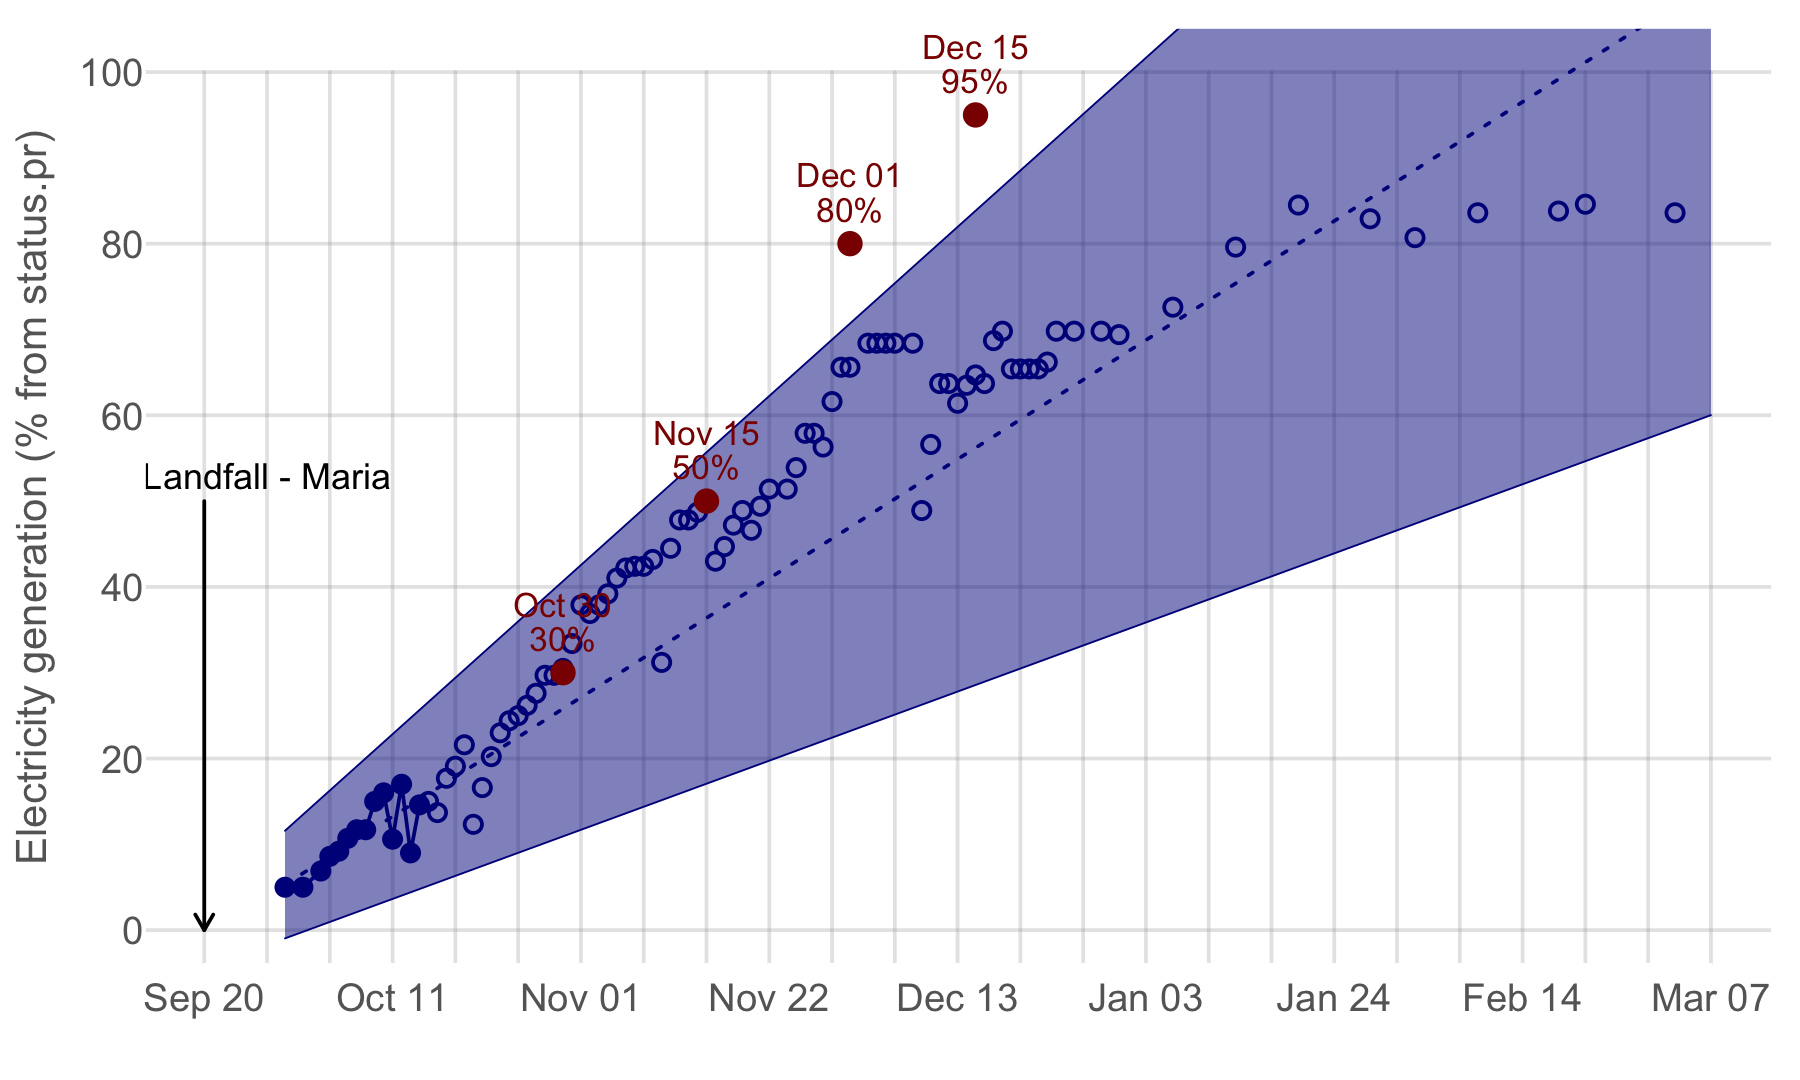 Electricity generation (% from status.pr)
100
80
60
40
20
0
Landfall - Maria
Dec 15
95%
Dec 01
80%
Nov 15
50%
Oct
30%
Sep 20
Oct 11
Nov 01
Nov 22
Dec 13
Jan 03
Jan 24
Feb 14
Mar 07